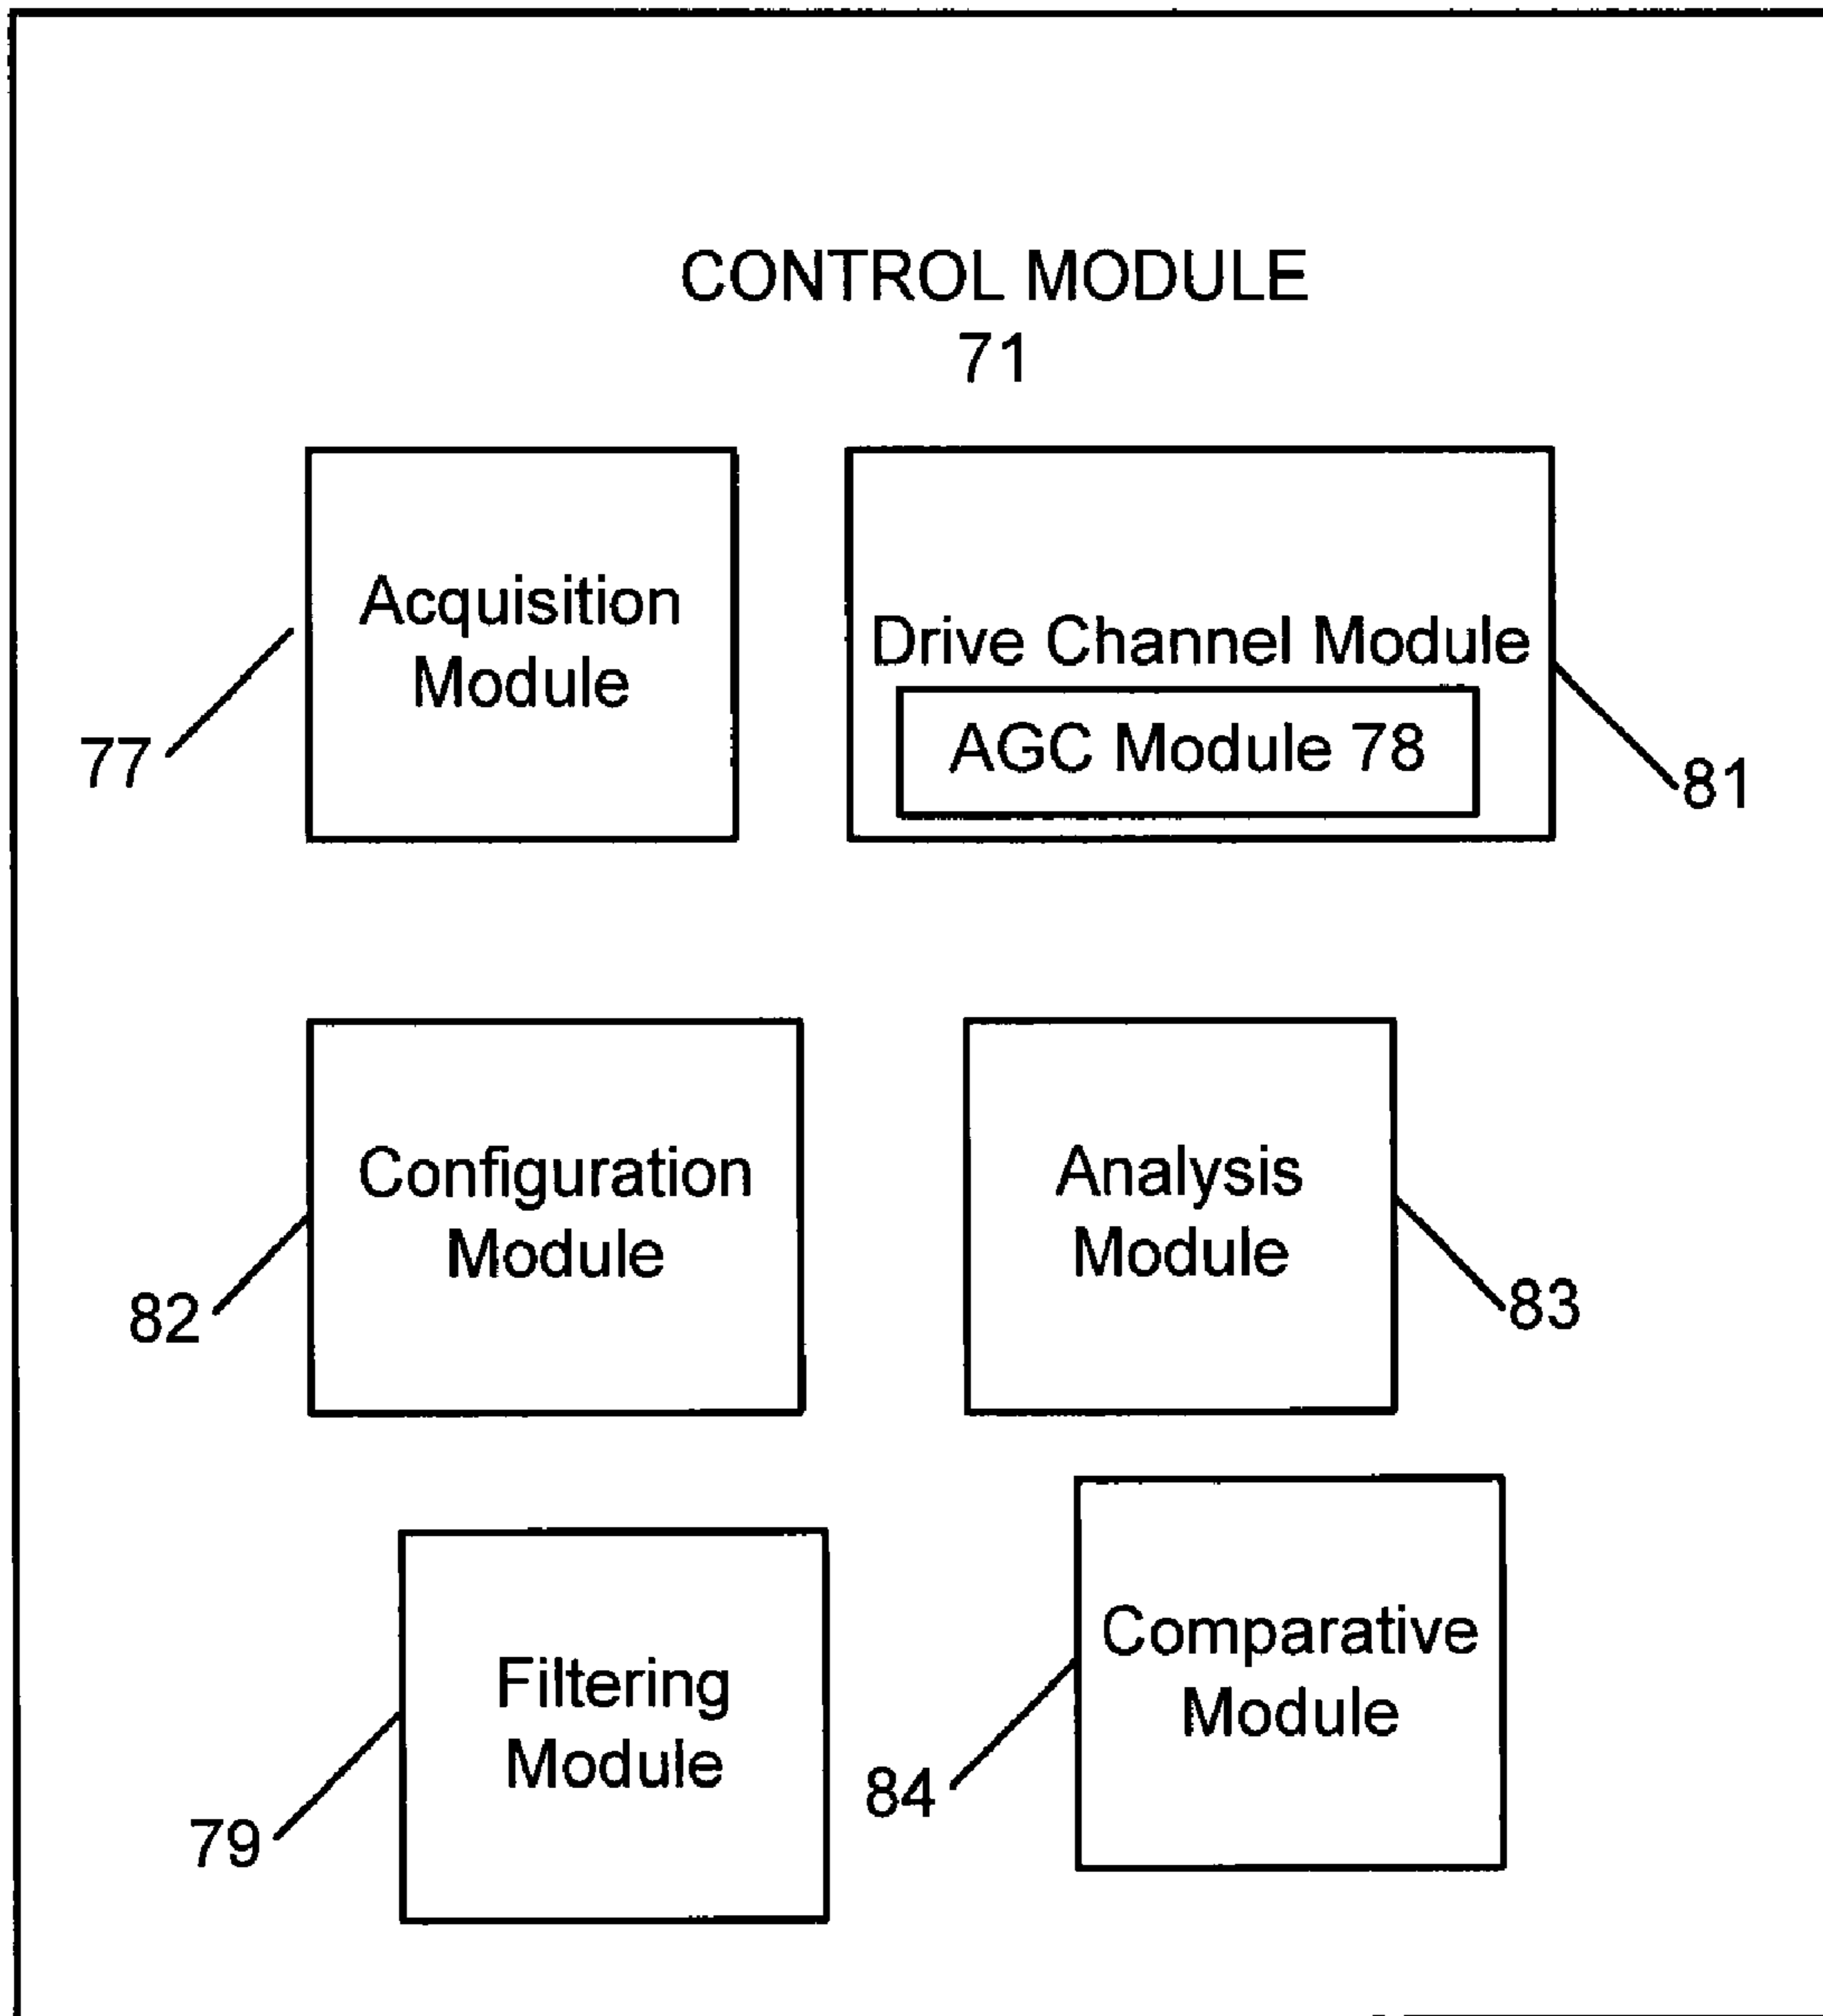 CONTROL MODULE
71
Acquisition
Module
77
Drive Channel Module
AGC Module 78
81
Configuration
Module
82
Analysis
Module
83
Filtering
Module
79
Comparative
Module
84